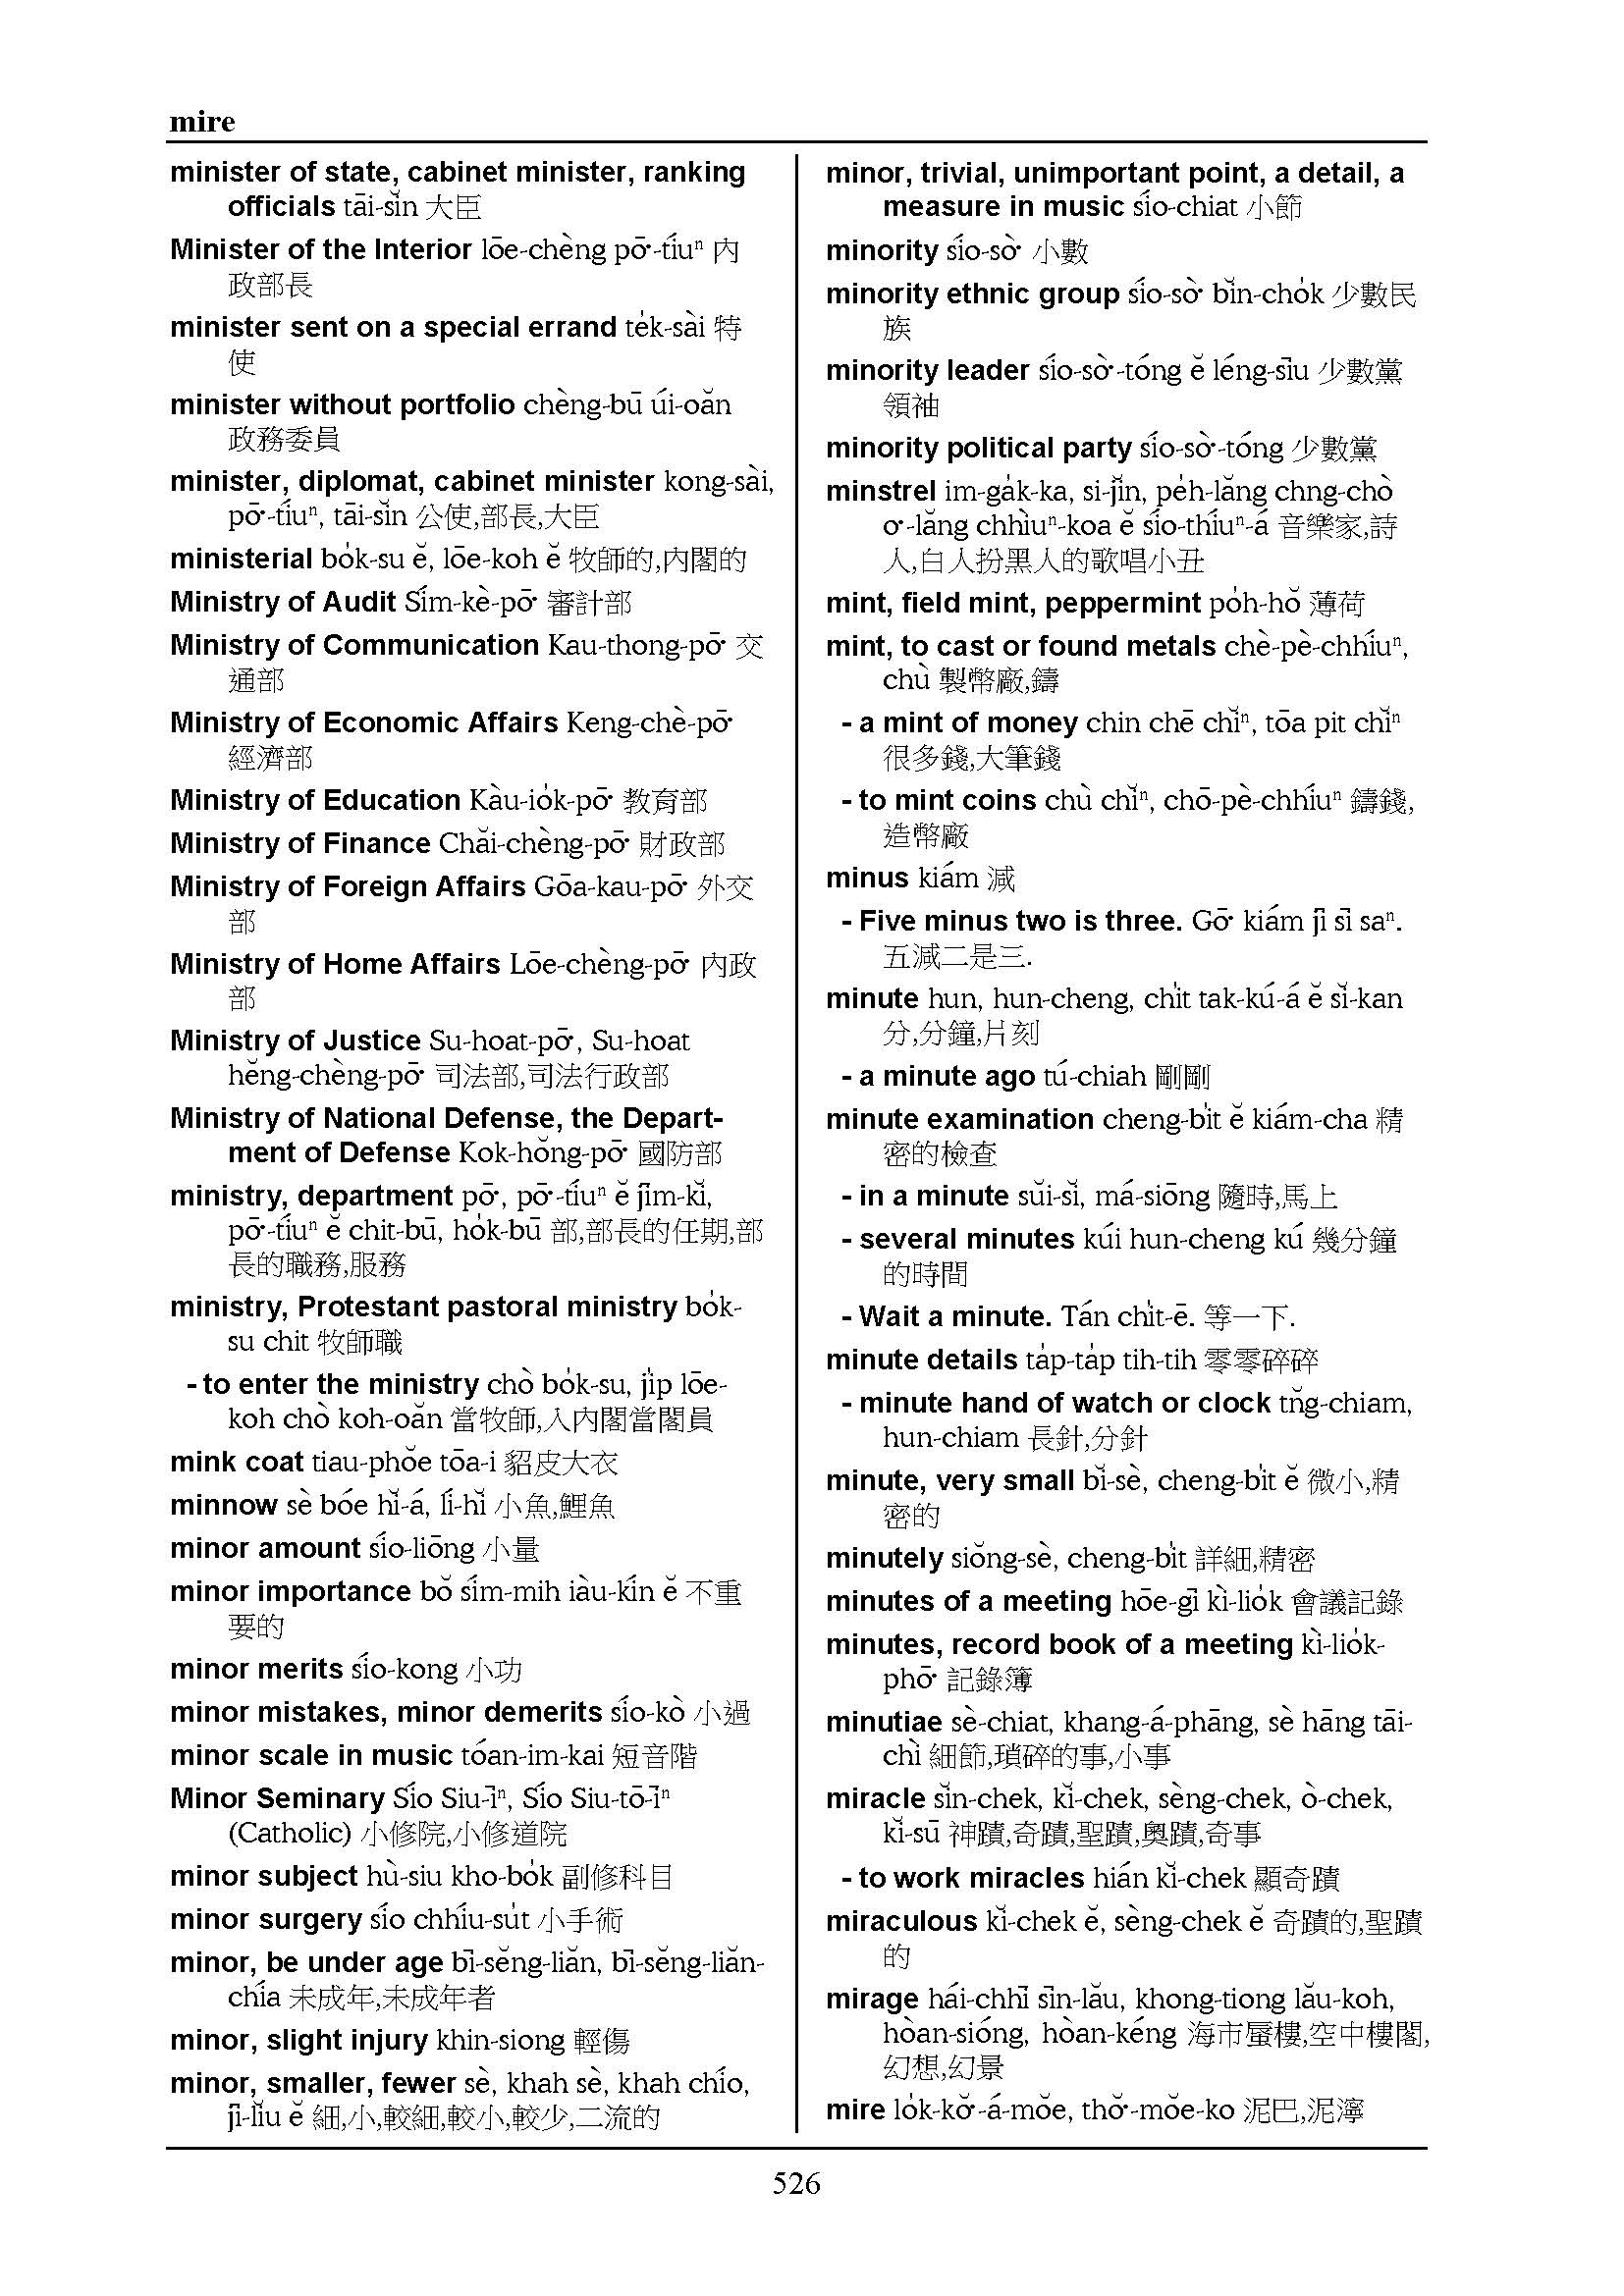 mire
minister of state, cabinet minister, ranking
officials tāi-sĭn 大臣
Minister of the Interior lōe-chèng pō͘-tíuⁿ 內
政部長
minister sent on a special errand te̍k-sài 特
使
minister without portfolio chèng-bū úi-oăn
政務委員
minister, diplomat, cabinet minister kong-sài,
pō͘-tíuⁿ, tāi-sĭn 公使,部長,大臣
ministerial bo̍k-su ĕ, lōe-koh ĕ 牧師的,內閣的
Ministry of Audit Sím-kè-pō͘ 審計部
Ministry of Communication Kau-thong-pō͘ 交
通部
Ministry of Economic Affairs Keng-chè-pō͘
經濟部
Ministry of Education Kàu-io̍k-pō͘ 教育部
Ministry of Finance Chăi-chèng-pō͘ 財政部
Ministry of Foreign Affairs Gōa-kau-pō͘ 外交
部
Ministry of Home Affairs Lōe-chèng-pō͘ 內政
部
Ministry of Justice Su-hoat-pō͘, Su-hoat
hĕng-chèng-pō͘ 司法部,司法行政部
Ministry of National Defense, the Depart-
ment of Defense Kok-hŏng-pō͘ 國防部
ministry, department pō͘, pō͘-tíuⁿ ĕ jīm-kĭ,
pō͘-tíuⁿ ĕ chit-bū, ho̍k-bū 部,部長的任期,部
長的職務,服務
ministry, Protestant pastoral ministry bo̍k-
su chit 牧師職
- to enter the ministry chò bo̍k-su, ji̍p lōe-
koh chò koh-oăn 當牧師,入內閣當閣員
mink coat tiau-phŏe tōa-i 貂皮大衣
minnow sè bóe hĭ-á, lí-hĭ 小魚,鯉魚
minor amount sío-liōng 小量
minor importance bŏ sím-mih iàu-kín ĕ 不重
要的
minor merits sío-kong 小功
minor mistakes, minor demerits sío-kò 小過
minor scale in music tóan-im-kai 短音階
Minor Seminary Sío Siu-īⁿ, Sío Siu-tō-īⁿ
(Catholic) 小修院,小修道院
minor subject hù-siu kho-bo̍k 副修科目
minor surgery sío chhíu-su̍t 小手術
minor, be under age bī-sĕng-liăn, bī-sĕng-liăn-
chía 未成年,未成年者
minor, slight injury khin-siong 輕傷
minor, smaller, fewer sè, khah sè, khah chío,
jī-lĭu ĕ 細,小,較細,較小,較少,二流的
minor, trivial, unimportant point, a detail, a
measure in music sío-chiat 小節
minority sío-sò͘ 小數
minority ethnic group sío-sò͘ bĭn-cho̍k 少數民
族
minority leader sío-sò͘-tóng ĕ léng-sīu 少數黨
領袖
minority political party sío-sò͘-tóng 少數黨
minstrel im-ga̍k-ka, si-jĭn, pe̍h-lăng chng-chò
o͘-lăng chhìuⁿ-koa ĕ sío-thíuⁿ-á 音樂家,詩
人,白人扮黑人的歌唱小丑
mint, field mint, peppermint po̍h-hŏ 薄荷
mint, to cast or found metals chè-pè-chhíuⁿ,
chù 製幣廠,鑄
- a mint of money chin chē chĭⁿ, tōa pit chĭⁿ
很多錢,大筆錢
- to mint coins chù chĭⁿ, chō-pè-chhíuⁿ 鑄錢,
造幣廠
minus kiám 減
- Five minus two is three. Gō͘ kiám jī sī saⁿ.
五減二是三.
minute hun, hun-cheng, chi̍t tak-kú-á ĕ sĭ-kan
分,分鐘,片刻
- a minute ago tú-chiah 剛剛
minute examination cheng-bi̍t ĕ kiám-cha 精
密的檢查
- in a minute sŭi-sĭ, má-siōng 隨時,馬上
- several minutes kúi hun-cheng kú 幾分鐘
的時間
- Wait a minute. Tán chi̍t-ē. 等一下.
minute details ta̍p-ta̍p tih-tih 零零碎碎
- minute hand of watch or clock tn̆g-chiam,
hun-chiam 長針,分針
minute, very small bĭ-sè, cheng-bi̍t ĕ 微小,精
密的
minutely siŏng-sè, cheng-bi̍t 詳細,精密
minutes of a meeting hōe-gī kì-lio̍k 會議記錄
minutes, record book of a meeting kì-lio̍k-
phō͘ 記錄簿
minutiae sè-chiat, khang-á-phāng, sè hāng tāi-
chì 細節,瑣碎的事,小事
miracle sĭn-chek, kĭ-chek, sèng-chek, ò-chek,
kĭ-sū 神蹟,奇蹟,聖蹟,奧蹟,奇事
- to work miracles hián kĭ-chek 顯奇蹟
miraculous kĭ-chek ĕ, sèng-chek ĕ 奇蹟的,聖蹟
的
mirage hái-chhī sīn-lău, khong-tiong lău-koh,
hòan-sióng, hòan-kéng 海市蜃樓,空中樓閣,
幻想,幻景
mire lo̍k-kŏ͘-á-mōe, thŏ͘-mōe-ko 泥巴,泥濘
526